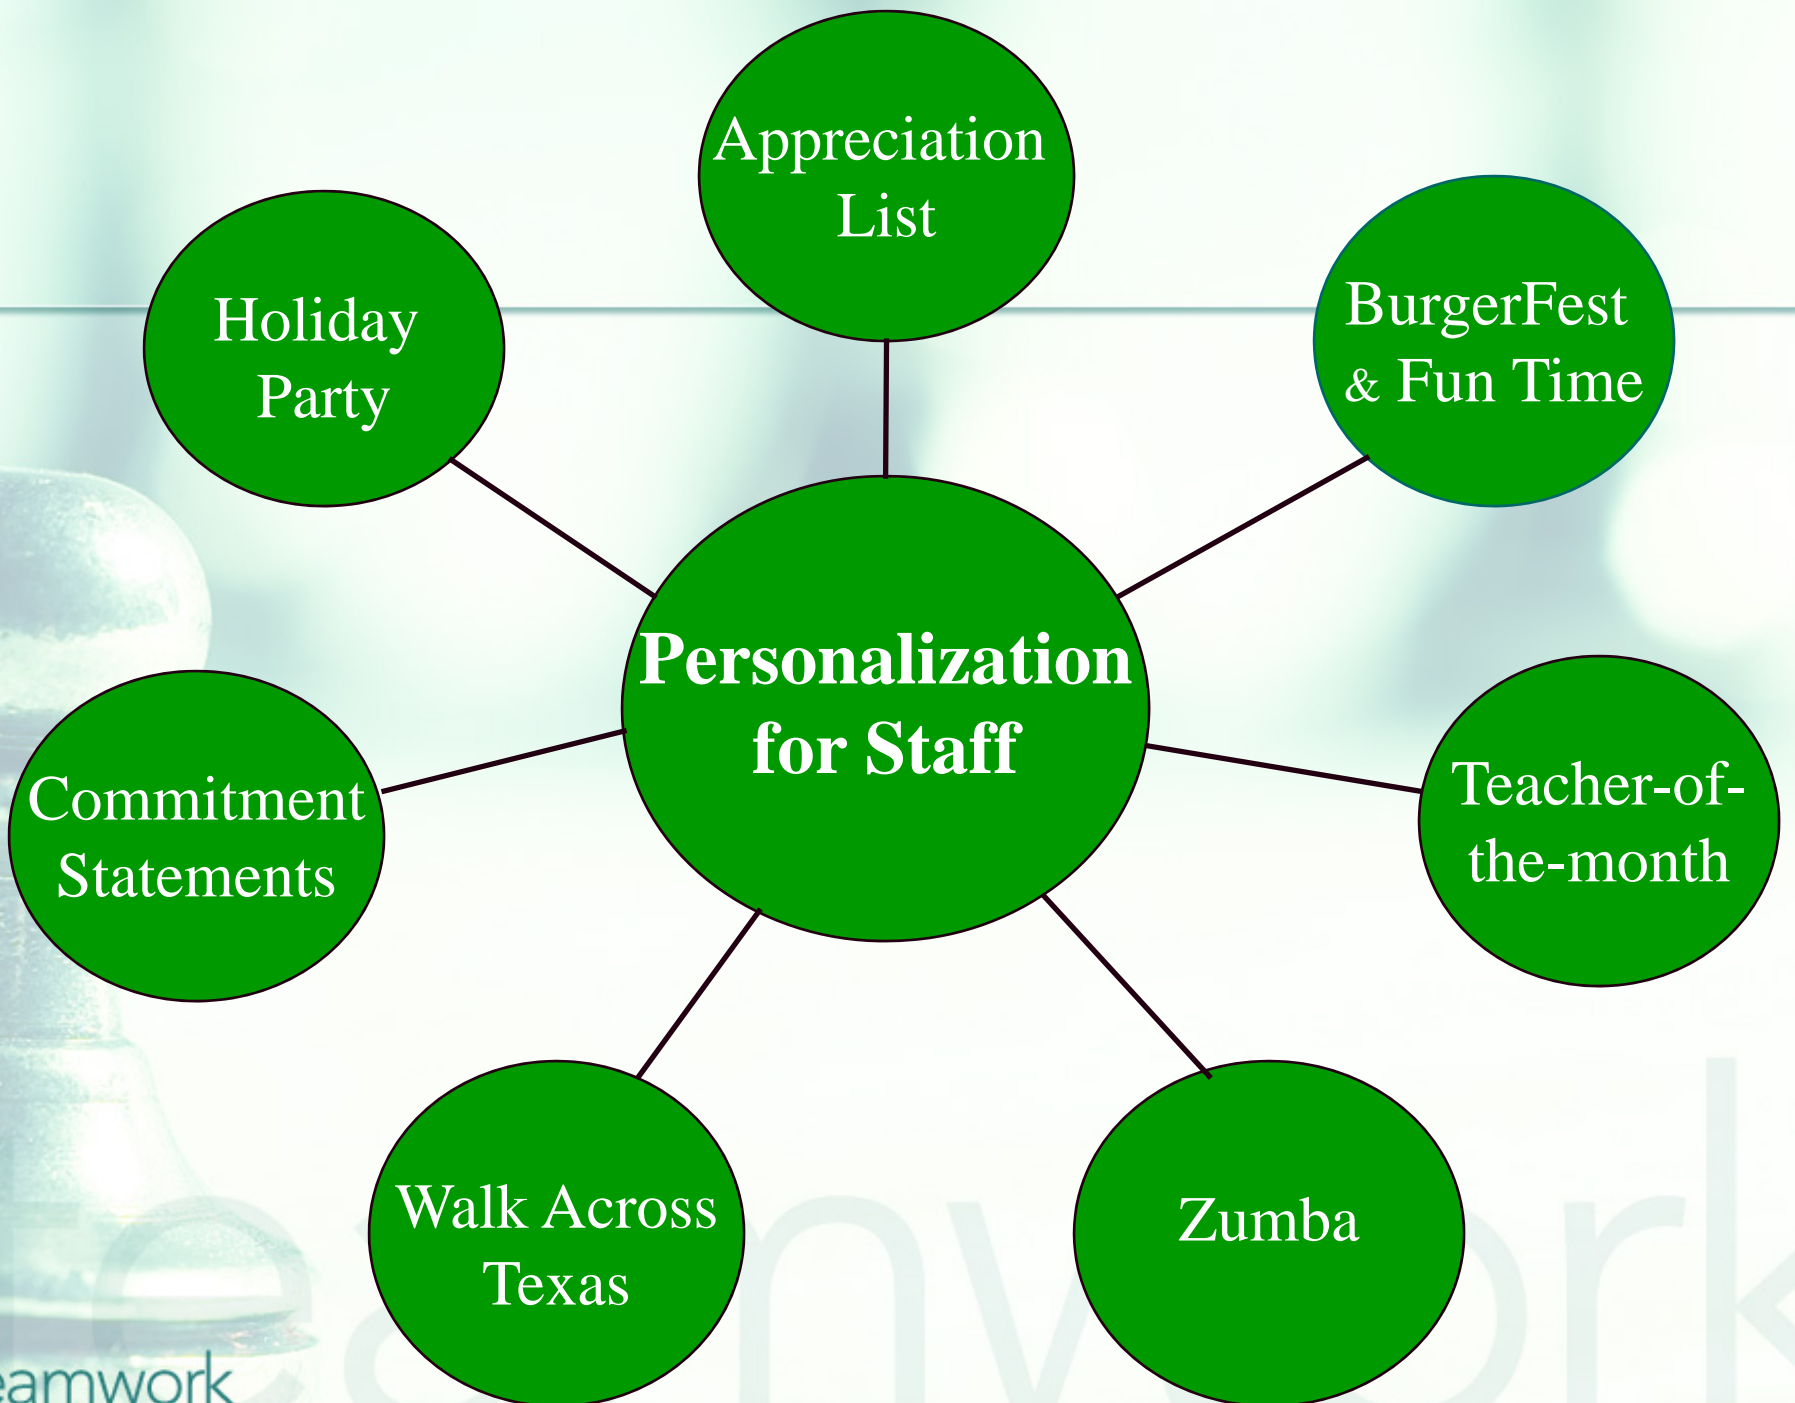 Appreciation
List
Holiday
Party
BurgerFest
& Fun Time
Personalization
for Staff
Commitment
Statements
Teacher-of-
the-month
Walk Across
Texas
Zumba
eamwork